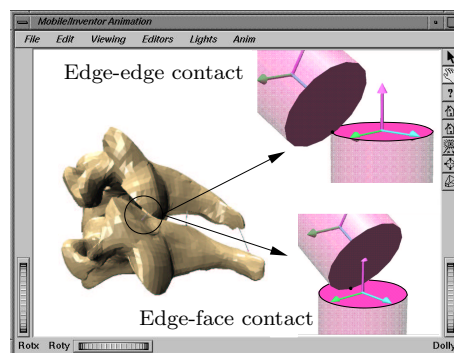 Mobile/Inventor Animation
File Edit Viewing Editors Lights Anim
Edge-edge contact
?
Edge-face contact
Rotx Roty Dolly